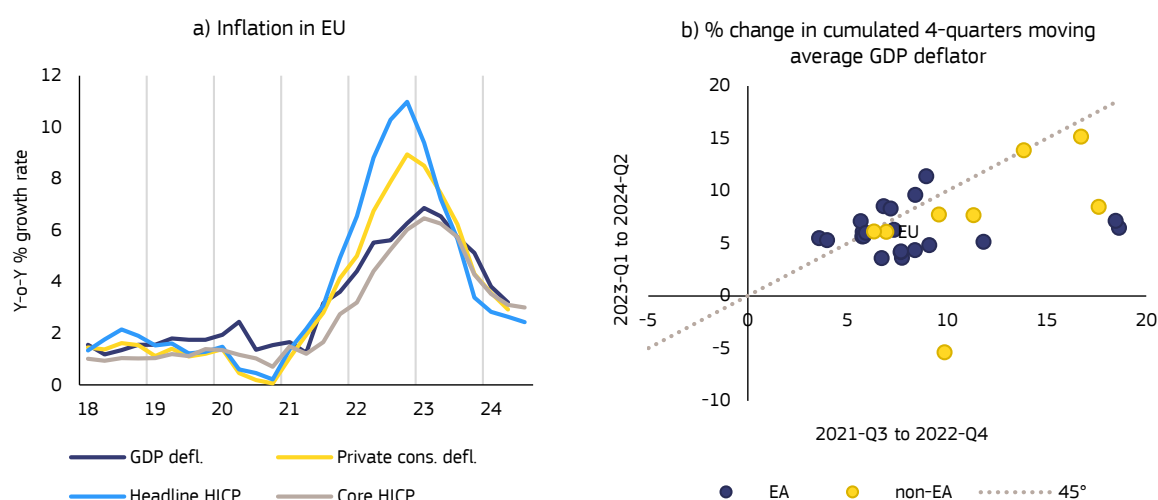 a) Inflation in EU
12
10
8
6
4
2
0
Y-o-Y % growth rate
18 19 20 21 22 23 24
GDP defl.
Private cons. defl.
Headline HICP
Core HICP
b) % change in cumulated 4-quarters moving
average GDP deflator
20
15
10
5
0
-5
-10
2023-Q1 to 2024-Q2
-5 0 5 10 15 20
EU
2021-Q3 to 2022-Q4
EA
non-EA
45°